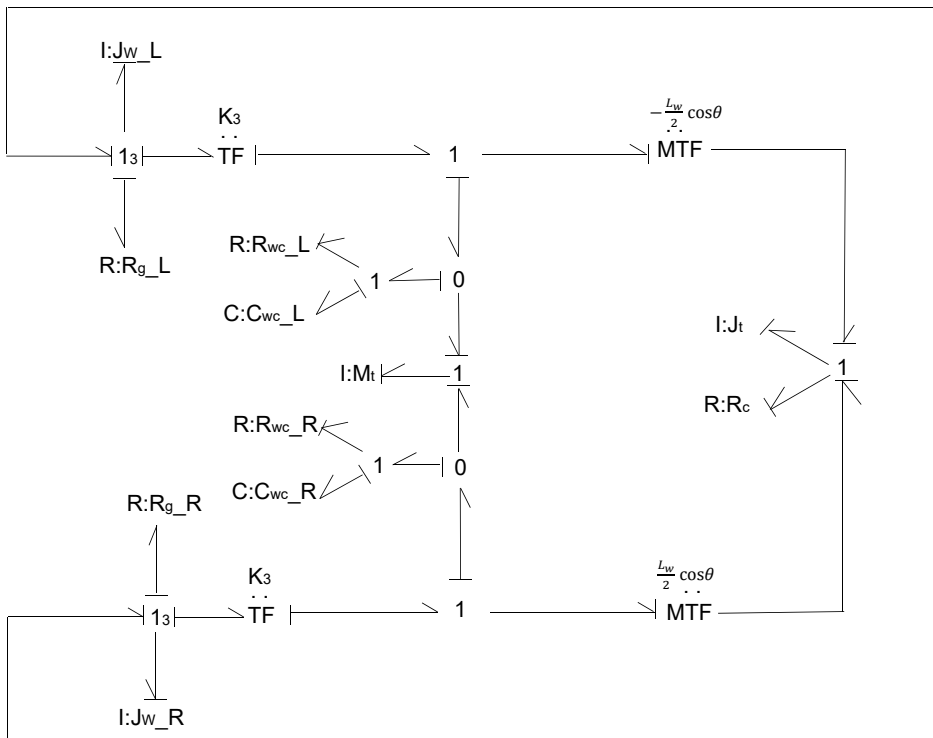 I:JW_L
K3
−Lw/2 cosθ
13
TF
1
MTF
R:Rwc_L
R:Rg_L
1
0
C:Cwc_L
I:Jt
I:Mt
1
1
R:Rc
R:Rwc_R
1
0
C:Cwc_R
R:Rg_R
K3
Lw/2 cosθ
13
TF
1
MTF
I:JW_R